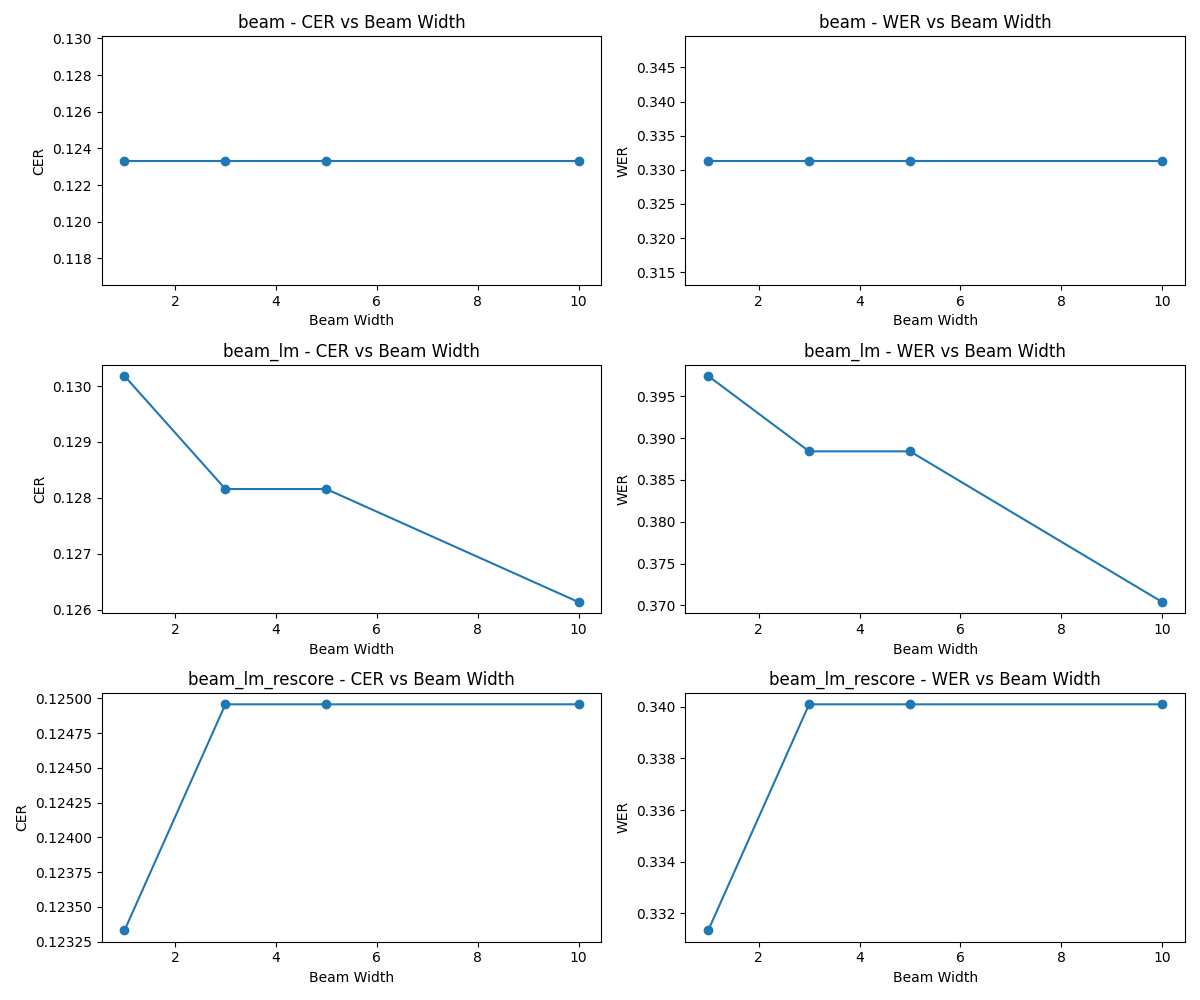 beam - CER vs Beam Width
0.130
0.128
0.126
0.124
0.122
0.120
0.118
CER
2 4 6 8 10
Beam Width
beam - WER vs Beam Width
0.345
0.340
0.335
0.330
0.325
0.320
0.315
WER
2 4 6 8 10
Beam Width
beam_lm - CER vs Beam Width
0.130
0.129
0.128
0.127
0.126
CER
2 4 6 8 10
Beam Width
beam_lm - WER vs Beam Width
0.395
0.390
0.385
0.380
0.375
0.370
WER
2 4 6 8 10
Beam Width
beam_lm_rescore - CER vs Beam Width
0.12500
0.12475
0.12450
0.12425
0.12400
0.12375
0.12350
0.12325
CER
2 4 6 8 10
Beam Width
beam_lm_rescore - WER vs Beam Width
0.340
0.338
0.336
0.334
0.332
WER
2 4 6 8 10
Beam Width